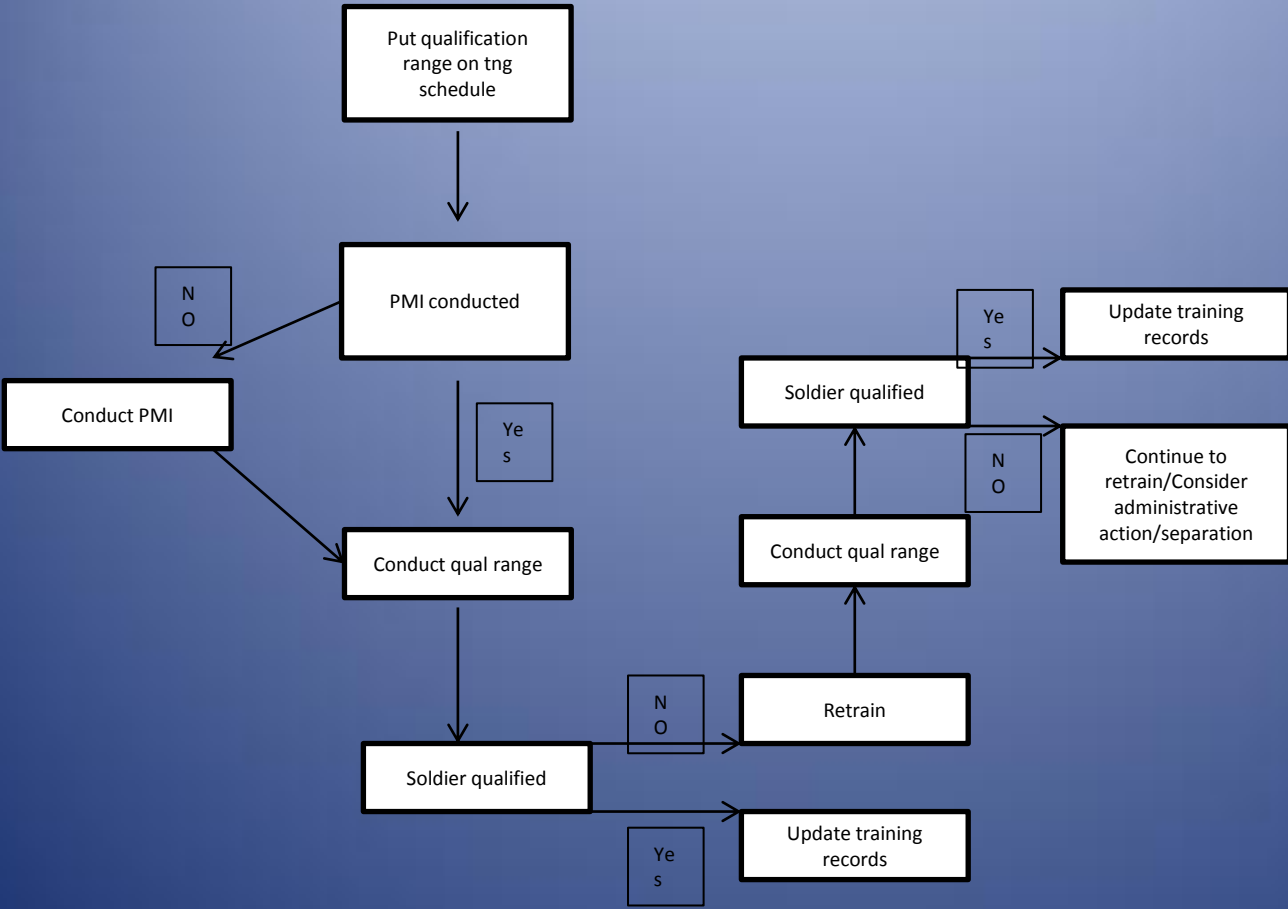 Put qualification
range on tng
schedule
PMI conducted
N
O
Conduct PMI
Ye
s
Conduct qual range
Soldier qualified
N
O
Retrain
Ye
s
Update training
records
Conduct qual range
Soldier qualified
Ye
s
Update training
records
N
O
Continue to
retrain/Consider
administrative
action/separation